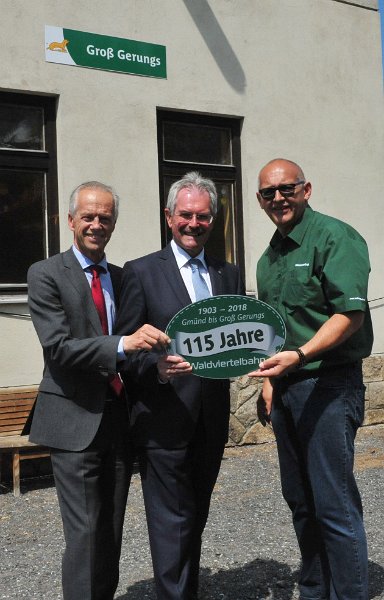 Groß Gerungs
1903 – 2018
Gmünd bis Groß Gerungs
115 Jahre
Waldviertelbahn